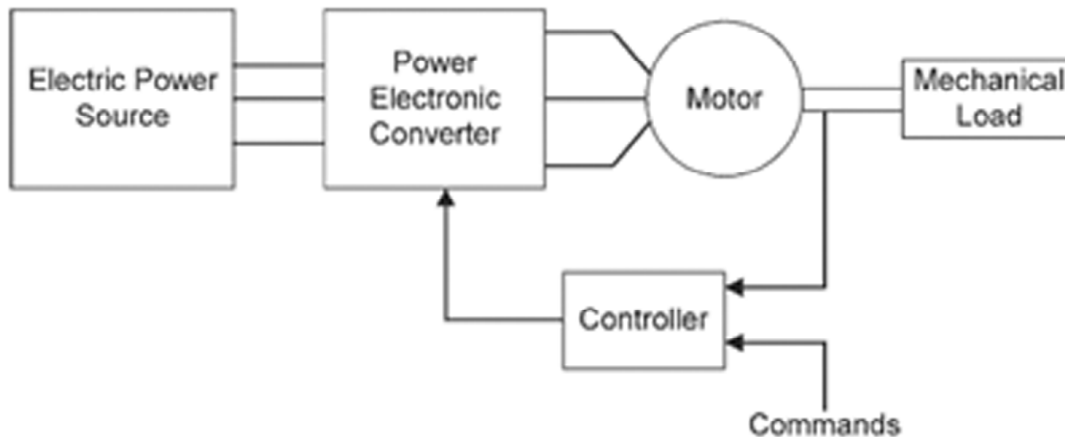 Electric Power
Source
Power
Electronic
Converter
Motor
Mechanical
Load
Controller
Commands